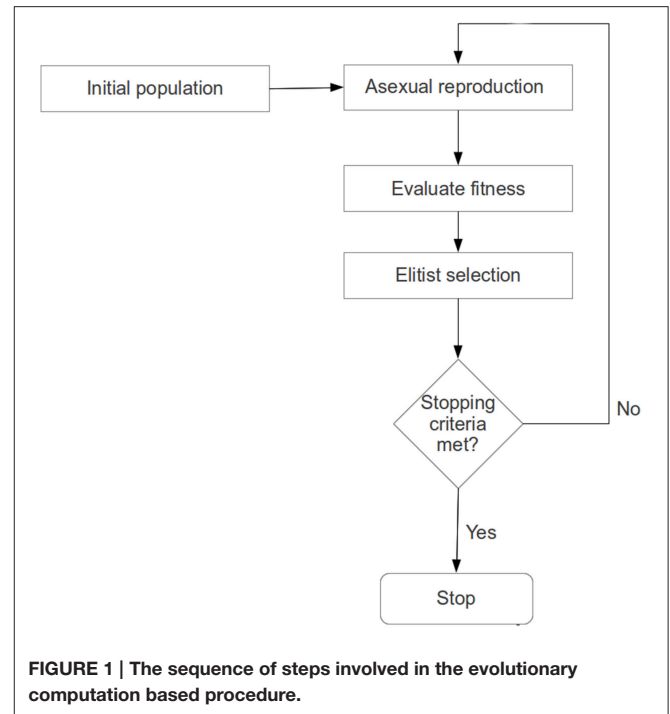 Initial population
Asexual reproduction
Evaluate fitness
Elitist selection
Stopping
criteria
met?
No
Yes
Stop
FIGURE 1 | The sequence of steps involved in the evolutionary
computation based procedure.